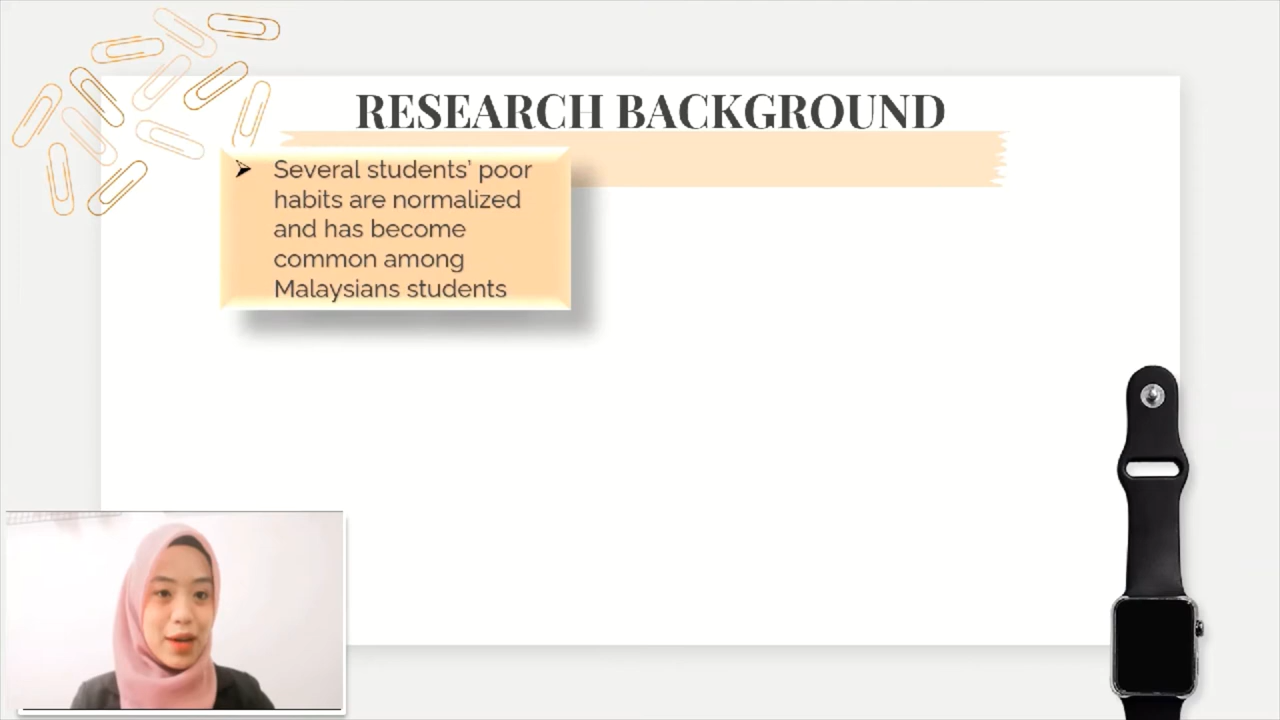 RESEARCH BACKGROUND
➢ Several students’ poor
habits are normalized
and has become
common among
Malaysians students